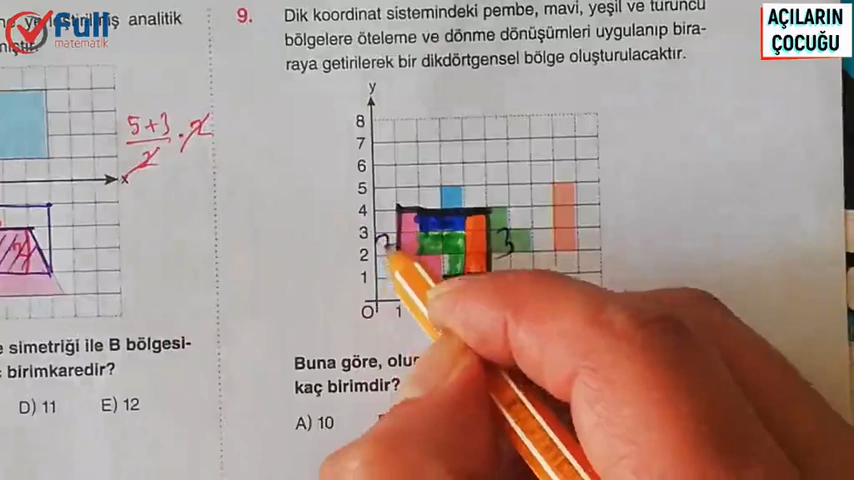 yerleştirilmiş analitik
full
matematik
5+3
2
x
D) 11
E) 12
simetriği ile B bölgesi-
birimkaredir?
9.
Dik koordinat sistemindeki pembe, mavi, yeşil ve turuncu
bölgelere öteleme ve dönme dönüşümleri uygulanıp bira-
raya getirilerek bir dikdörtgensel bölge oluşturulacaktır.
y
8
7
6
5
4
3
2
1
O
1
3
Buna göre,
kaç birimdir?
A) 10
AÇILARIN
ÇOCUĞU